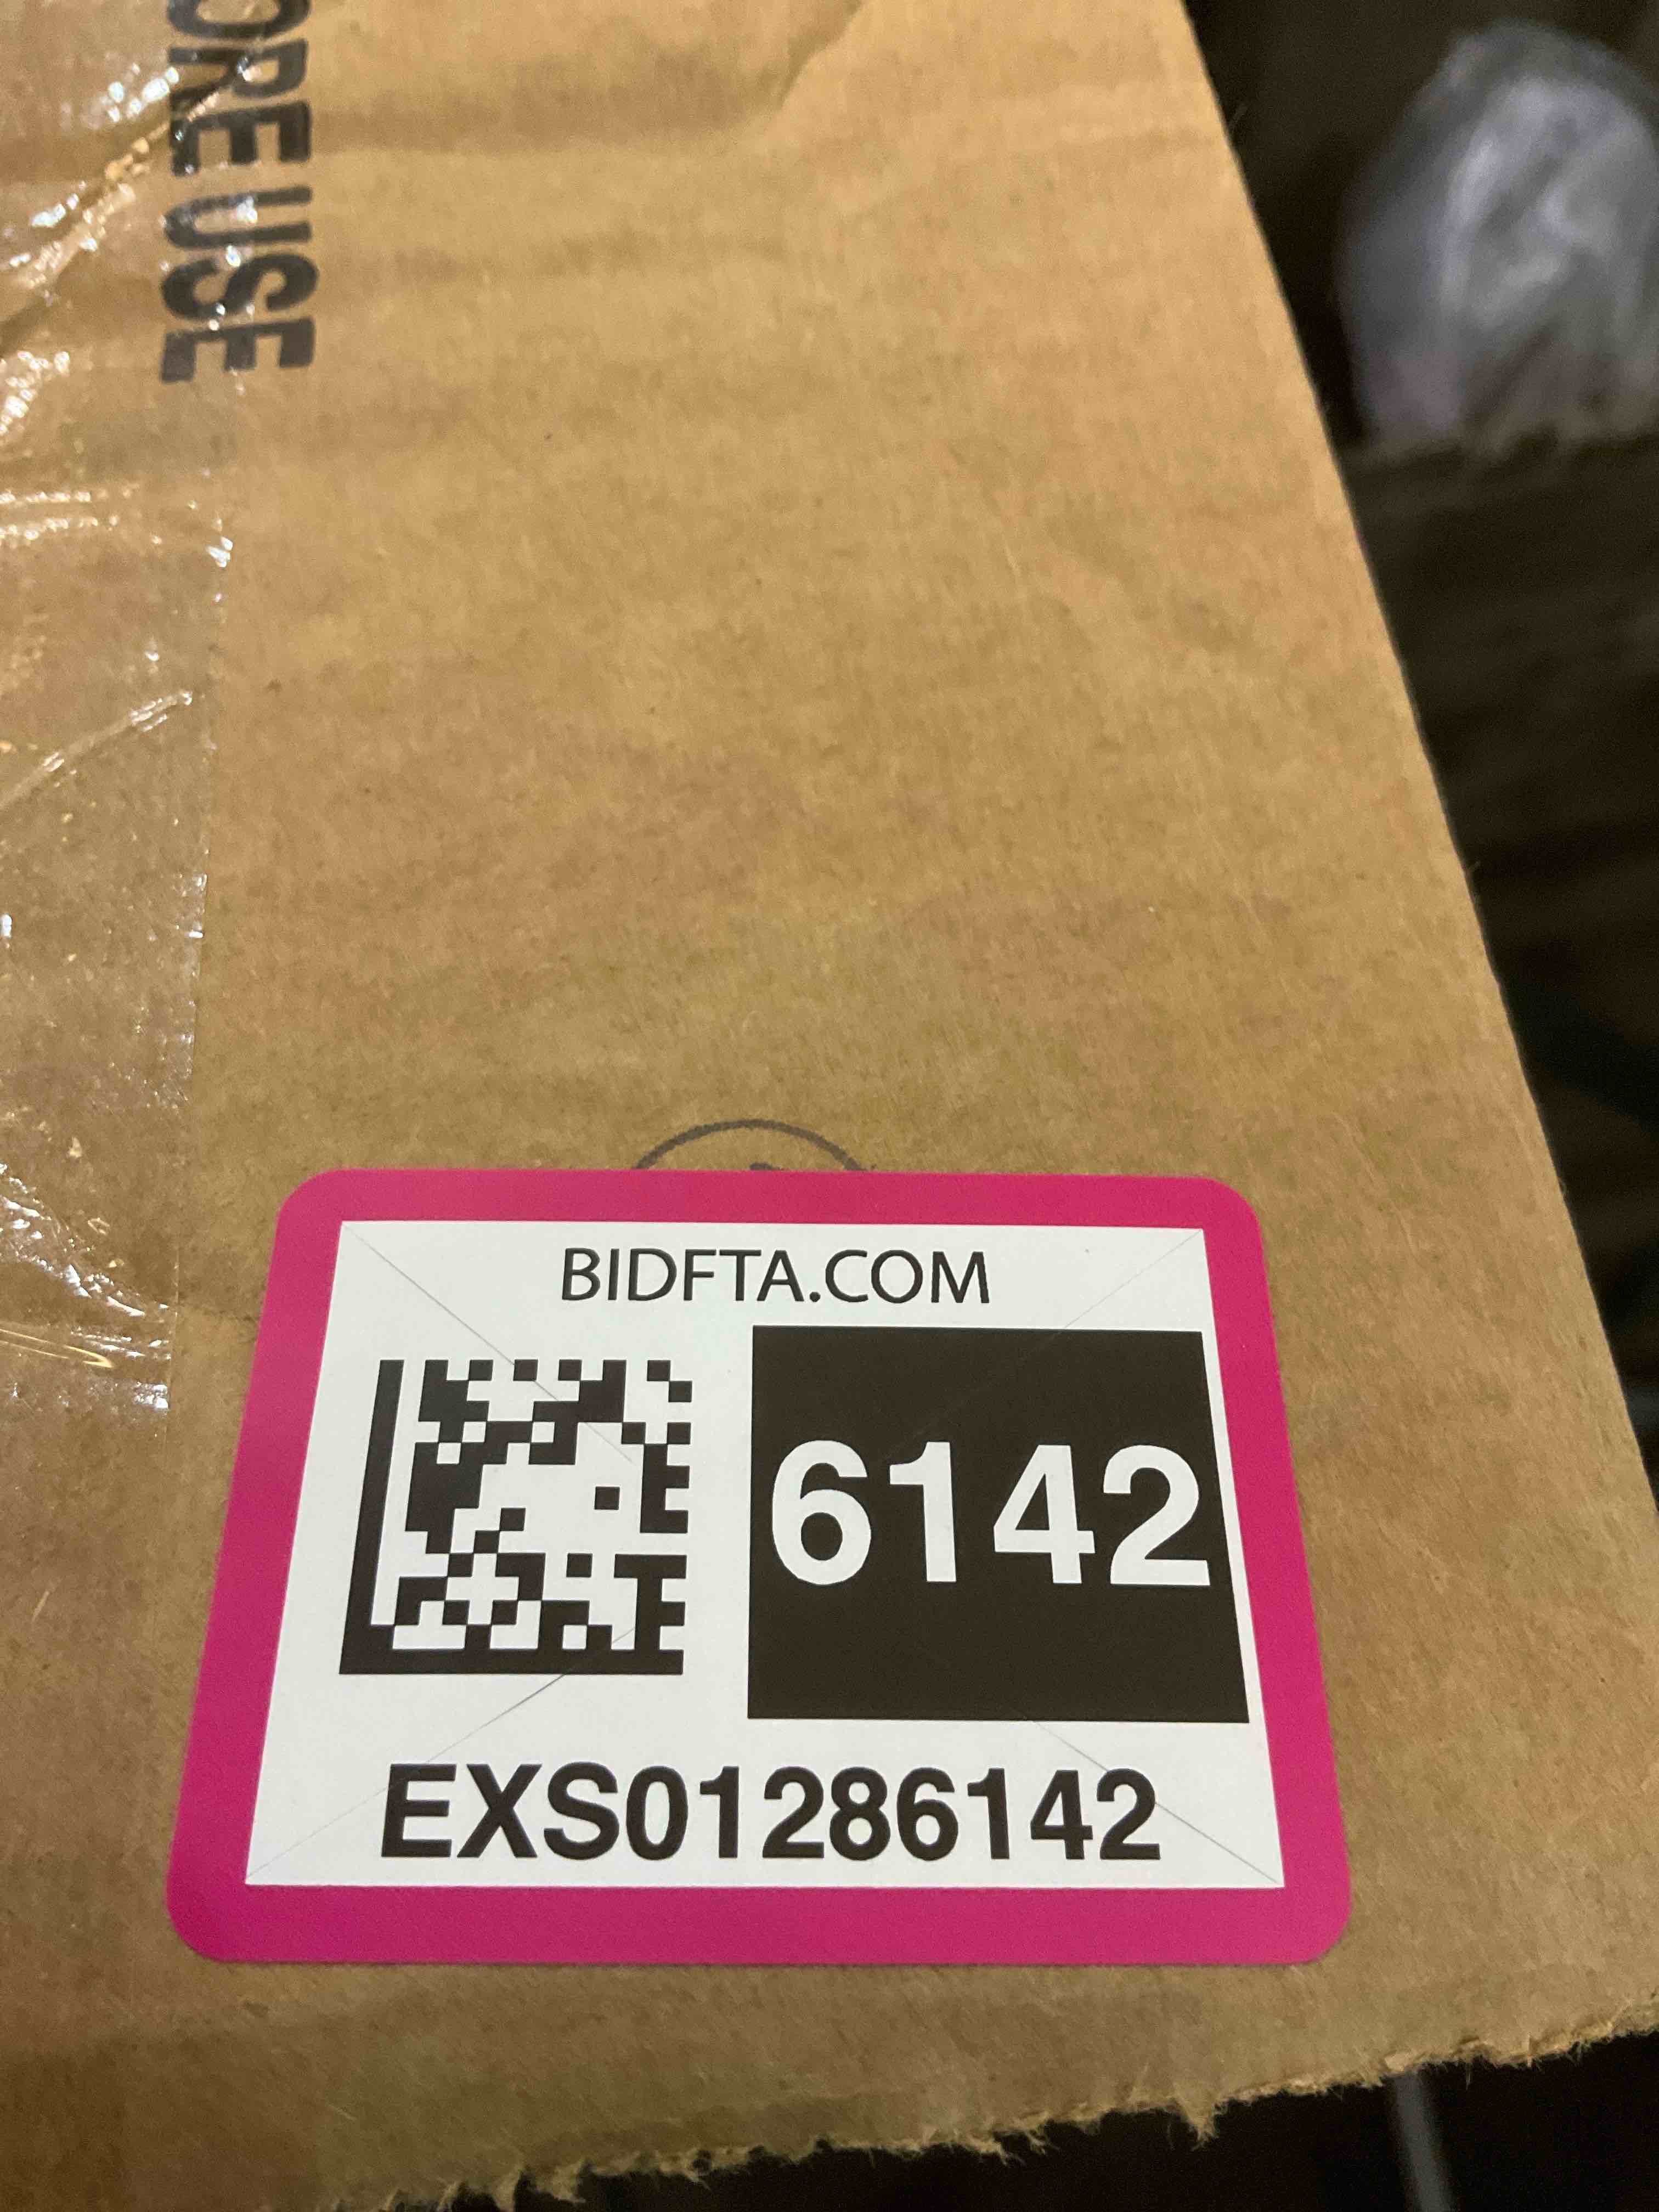 ORE USE
BIDFTA.COM
6142
EXS01286142